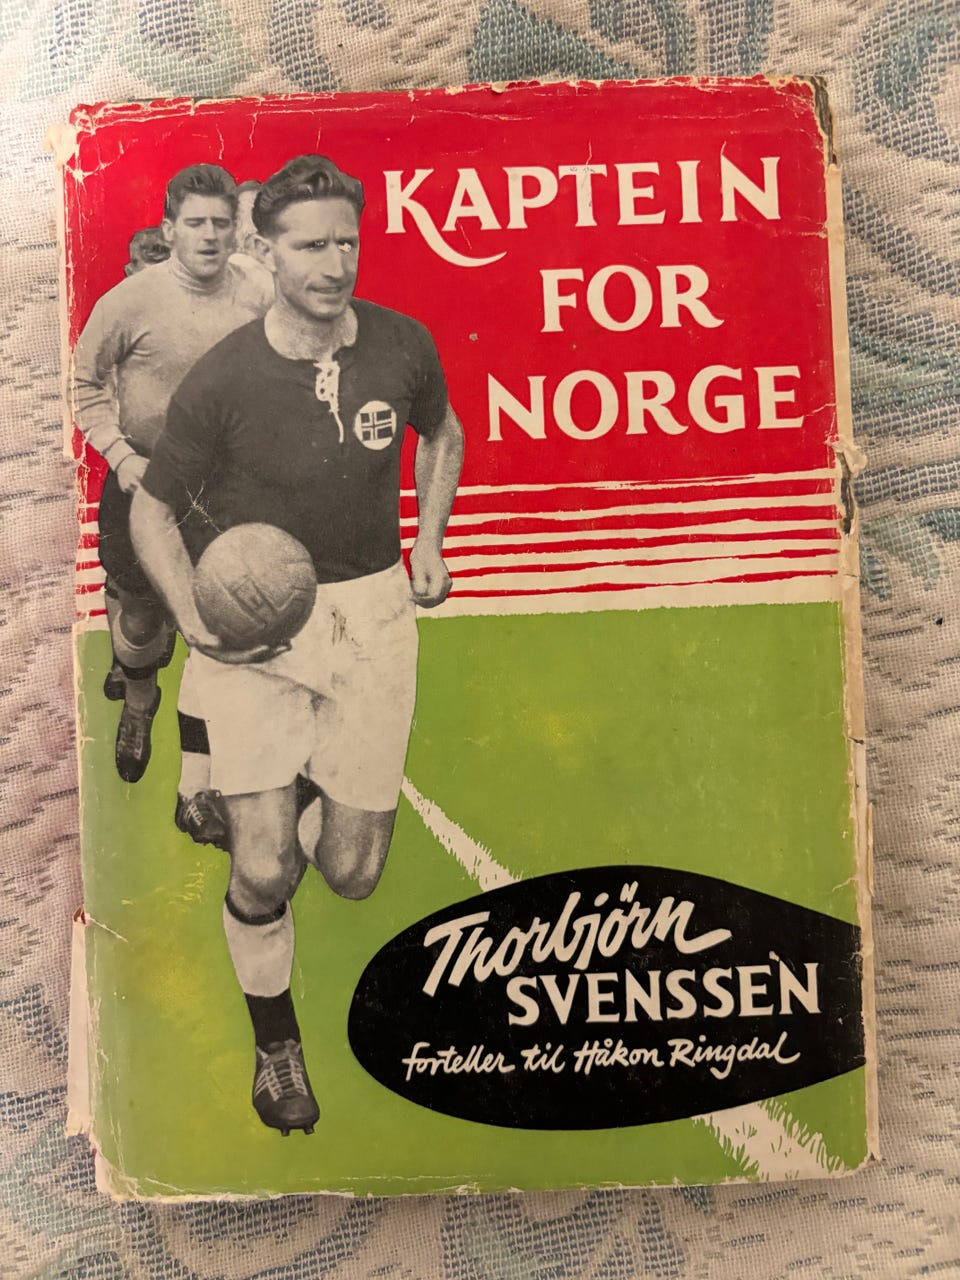 KAPTEIN
FOR
NORGE
Thorbjörn
SVENSSEN
forteller til Håkon Ringdal